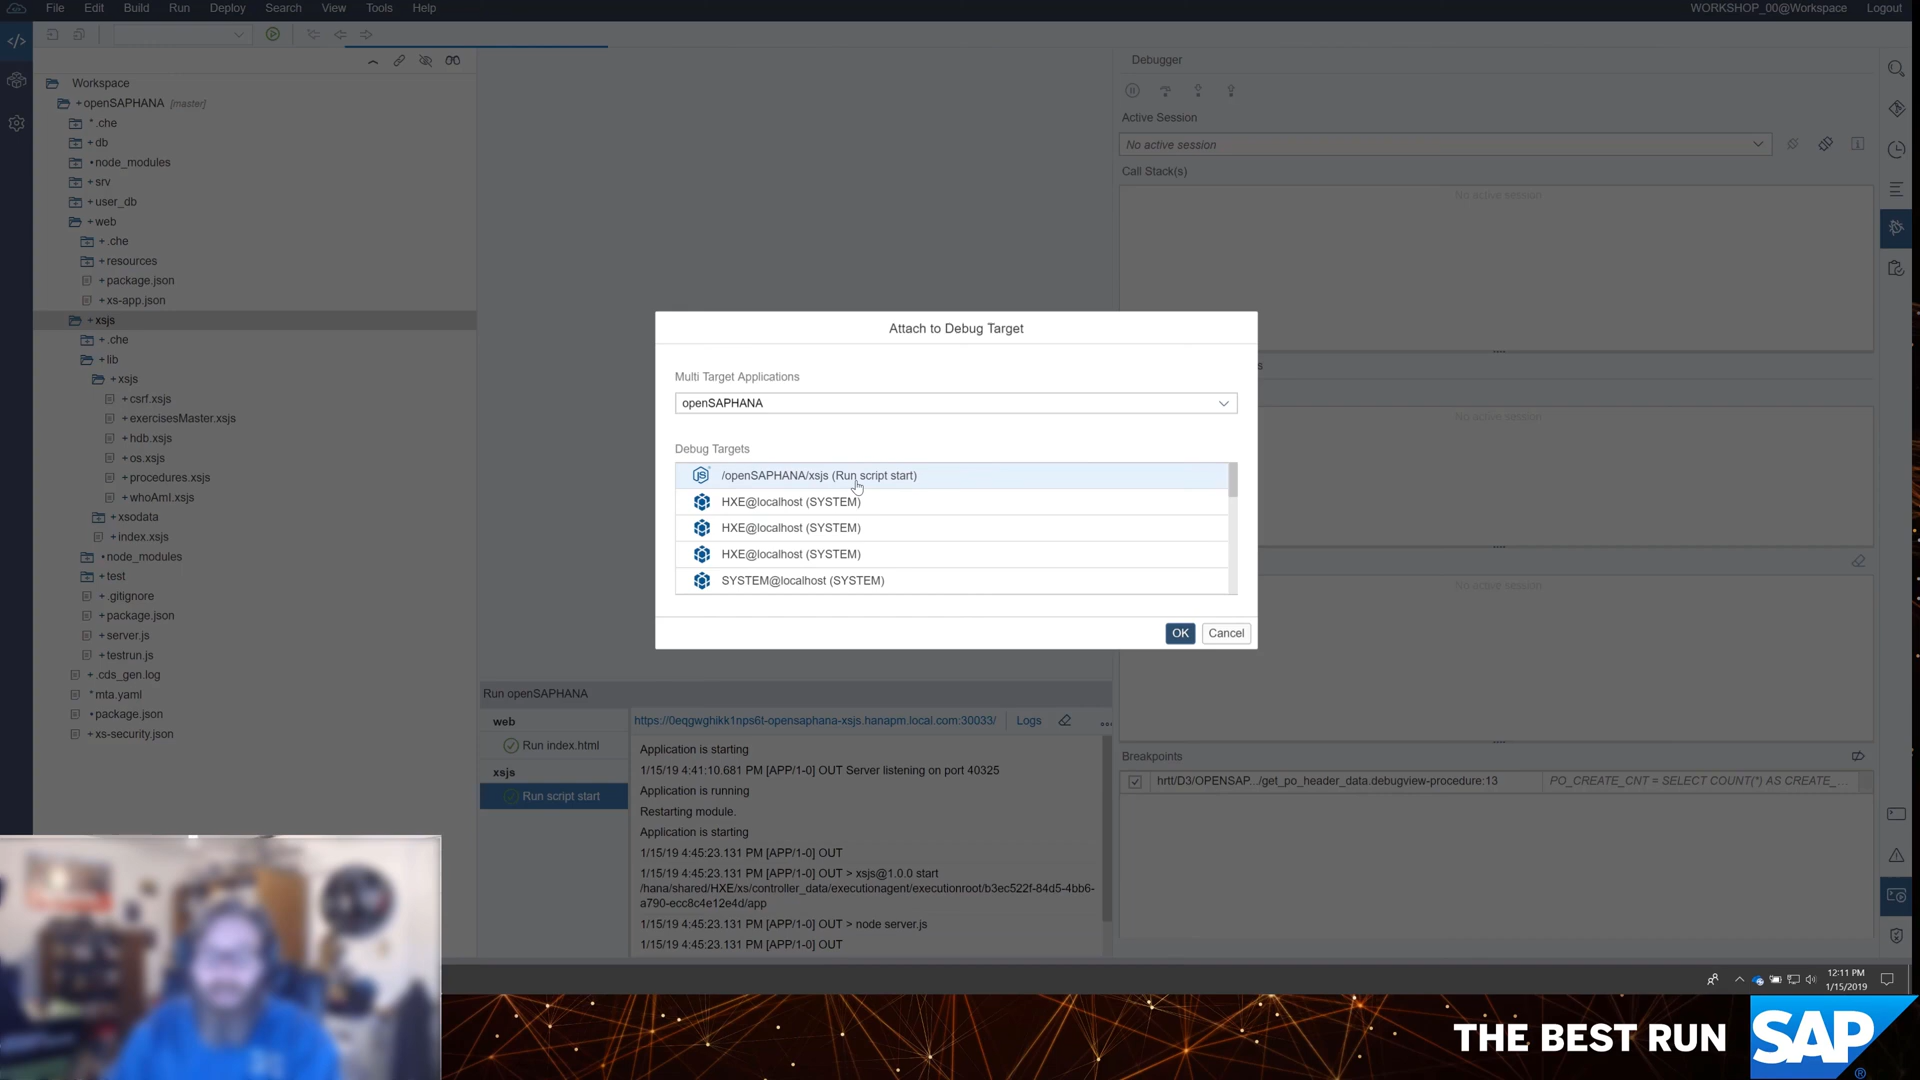 File Edit Build Run Deploy Search View Tools Help
WORKSHOP_00@Workspace Logout
Workspace
+openSAPHANA [master]
* .che
+db
•node_modules
+srv
+user_db
+web
+.che
+resources
+package.json
+xs-app.json
+xsjs
+.che
+lib
+xsjs
+csrf.xsjs
+exercisesMaster.xsjs
+hdb.xsjs
+os.xsjs
+procedures.xsjs
+whoAmI.xsjs
+xsodata
+index.xsjs
•node_modules
+test
+.gitignore
+package.json
+server.js
+testrun.js
+.cds_gen.log
*mta.yaml
•package.json
+xs-security.json
Debugger
Active Session
No active session
Call Stack(s)
No active session
s
No active session
No active session
Breakpoints
hrtt/D3/OPENSAP.../get_po_header_data.debugview-procedure:13
PO_CREATE_CNT = SELECT COUNT(*) AS CREATE_...
Attach to Debug Target
Multi Target Applications
openSAPHANA
Debug Targets
JS
/openSAPHANA/xsjs (Run script start)
HXE@localhost (SYSTEM)
HXE@localhost (SYSTEM)
HXE@localhost (SYSTEM)
SYSTEM@localhost (SYSTEM)
OK Cancel
Run openSAPHANA
web
Run index.html
xsjs
Run script start
https://0eqgwghikk1nps6t-opensaphana-xsjs.hanapm.local.com:30033/ Logs
Application is starting
1/15/19 4:41:10.681 PM [APP/1-0] OUT Server listening on port 40325
Application is running
Restarting module.
Application is starting
1/15/19 4:45:23.131 PM [APP/1-0] OUT
1/15/19 4:45:23.131 PM [APP/1-0] OUT > xsjs@1.0.0 start
/hana/shared/HXE/xs/controller_data/executionagent/executionroot/b3ec522f-84d5-4bb6-
a790-ecc8c4e12e4d/app
1/15/19 4:45:23.131 PM [APP/1-0] OUT > node server.js
1/15/19 4:45:23.131 PM [APP/1-0] OUT
12:11 PM
1/15/2019
THE BEST RUN SAP®